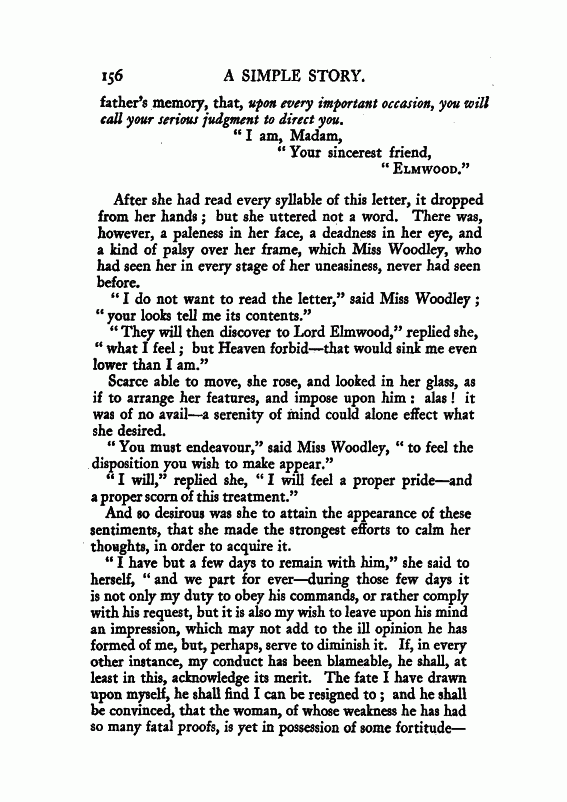 156 A SIMPLE STORY.
father's memory, that, upon every important occasion, you will
call your serious judgment to direct you.
“ I am, Madam,
“ Your sincerest friend,
“ ELMWOOD.”
After she had read every syllable of this letter, it dropped
from her hands ; but she uttered not a word. There was,
however, a paleness in her face, a deadness in her eye, and
a kind of palsy over her frame, which Miss Woodley, who
had seen her in every stage of her uneasiness, never had seen
before.
“ I do not want to read the letter,” said Miss Woodley ;
“ your looks tell me its contents.”
“ They will then discover to Lord Elmwood,” replied she,
“ what I feel ; but Heaven forbid—that would sink me even
lower than I am.”
Scarce able to move, she rose, and looked in her glass, as
if to arrange her features, and impose upon him : alas ! it
was of no avail—a serenity of mind could alone effect what
she desired.
“ You must endeavour,” said Miss Woodley, “ to feel the
disposition you wish to make appear.”
“ I will,” replied she, “ I will feel a proper pride—and
a proper scorn of this treatment.”
And so desirous was she to attain the appearance of these
sentiments, that she made the strongest efforts to calm her
thoughts, in order to acquire it.
“ I have but a few days to remain with him,” she said to
herself, “ and we part for ever—during those few days it
is not only my duty to obey his commands, or rather comply
with his request, but it is also my wish to leave upon his mind
an impression, which may not add to the ill opinion he has
formed of me, but, perhaps, serve to diminish it. If, in every
other instance, my conduct has been blameable, he shall, at
least in this, acknowledge its merit. The fate I have drawn
upon myself, he shall find I can be resigned to ; and he shall
be convinced, that the woman, of whose weakness he has had
so many fatal proofs, is yet in possession of some fortitude—